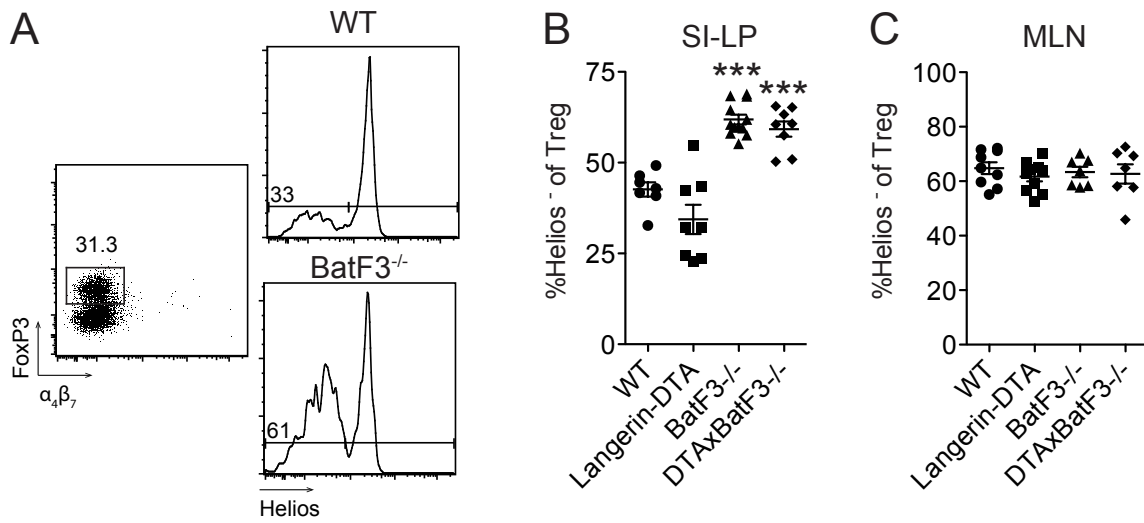 A
WT
33
31.3
BatF3-/-
61
FoxP3
α4β7
Helios
B
SI-LP
%Helios - of Treg
75
50
25
0
***
***
WT
Langerin-DTA
BatF3-/-
DTAxBatF3-/-
C
MLN
%Helios - of Treg
100
80
60
40
20
0
WT
Langerin-DTA
BatF3-/-
DTAxBatF3-/-